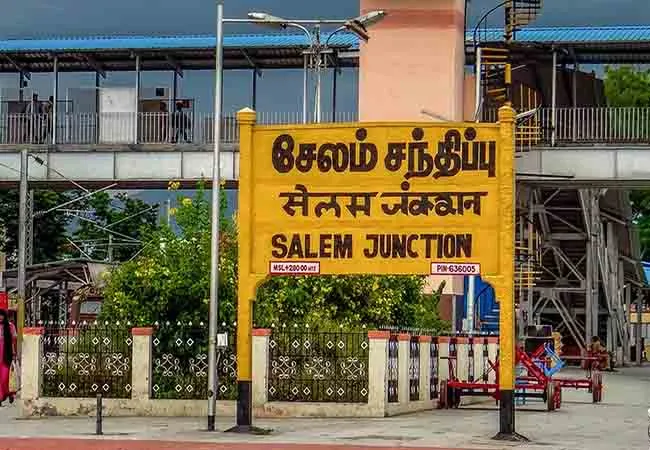 சேலம் சந்திப்பு
सेलम जंक्शन
SALEM JUNCTION
MSL+280·00 MT
PIN-636005